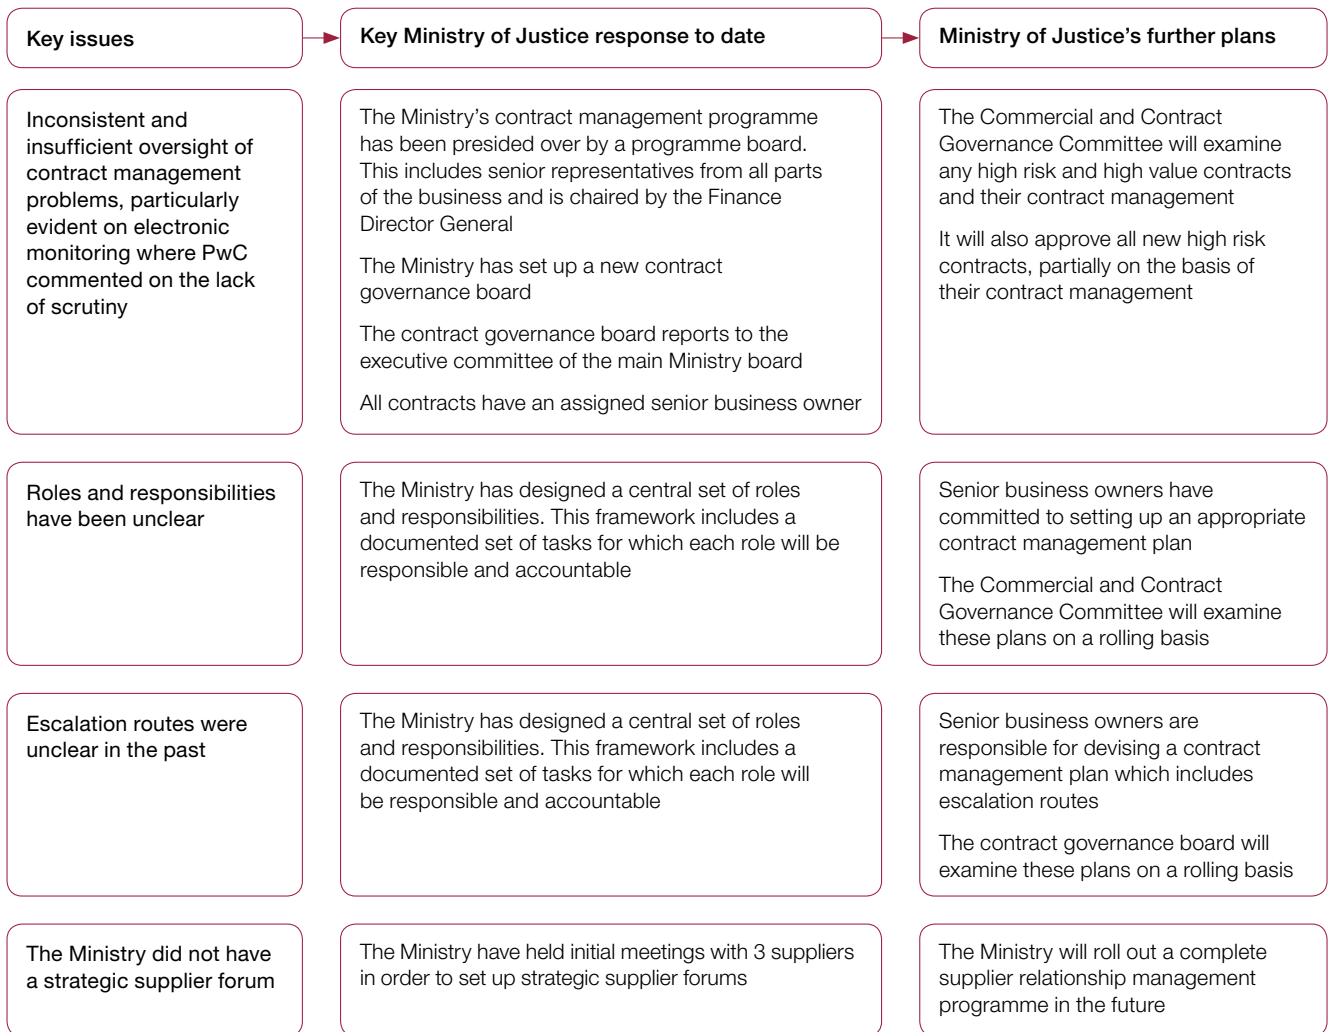 Key issues
Key Ministry of Justice response to date
Ministry of Justice's further plans
Inconsistent and
insufficient oversight of
contract management
problems, particularly
evident on electronic
monitoring where PwC
commented on the lack
of scrutiny
The Ministry's contract management programme
has been presided over by a programme board.
This includes senior representatives from all parts
of the business and is chaired by the Finance
Director General
The Ministry has set up a new contract
governance board
The contract governance board reports to the
executive committee of the main Ministry board
All contracts have an assigned senior business owner
The Commercial and Contract
Governance Committee will examine
any high risk and high value contracts
and their contract management
It will also approve all new high risk
contracts, partially on the basis of
their contract management
Roles and responsibilities
have been unclear
The Ministry has designed a central set of roles
and responsibilities. This framework includes a
documented set of tasks for which each role will be
responsible and accountable
Senior business owners have
committed to setting up an appropriate
contract management plan
The Commercial and Contract
Governance Committee will examine
these plans on a rolling basis
Escalation routes were
unclear in the past
The Ministry has designed a central set of roles
and responsibilities. This framework includes a
documented set of tasks for which each role will
be responsible and accountable
Senior business owners are
responsible for devising a contract
management plan which includes
escalation routes
The contract governance board will
examine these plans on a rolling basis
The Ministry did not have
a strategic supplier forum
The Ministry have held initial meetings with 3 suppliers
in order to set up strategic supplier forums
The Ministry will roll out a complete
supplier relationship management
programme in the future